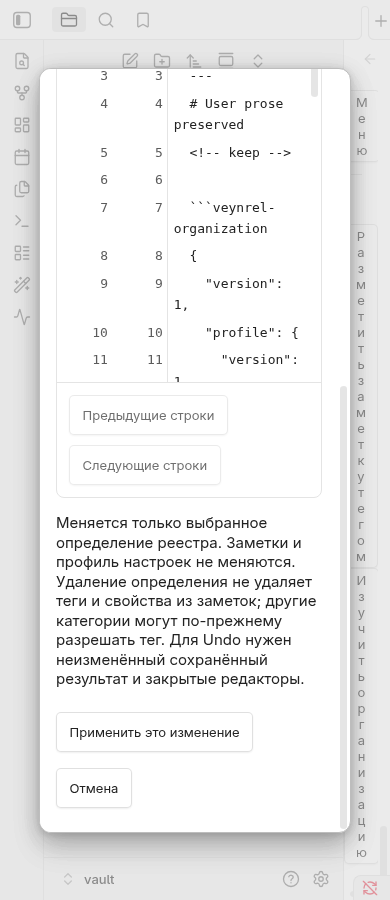 3 3 ---
4 4 # User prose
preserved
5 5 <!-- keep -->
6 6
7 7 ```veynrel-
organization
8 8 {
9 9 "version":
1,
10 10 "profile": {
11 11 "version":
1
Предыдущие строки
Следующие строки
Меняется только выбранное
определение реестра. Заметки и
профиль настроек не меняются.
Удаление определения не удаляет
теги и свойства из заметок; другие
категории могут по-прежнему
разрешать тег. Для Undo нужен
неизменённый сохранённый
результат и закрытые редакторы.
Применить это изменение
Отмена
Меню
Разметить заметку тегом
Изучить организацию
vault